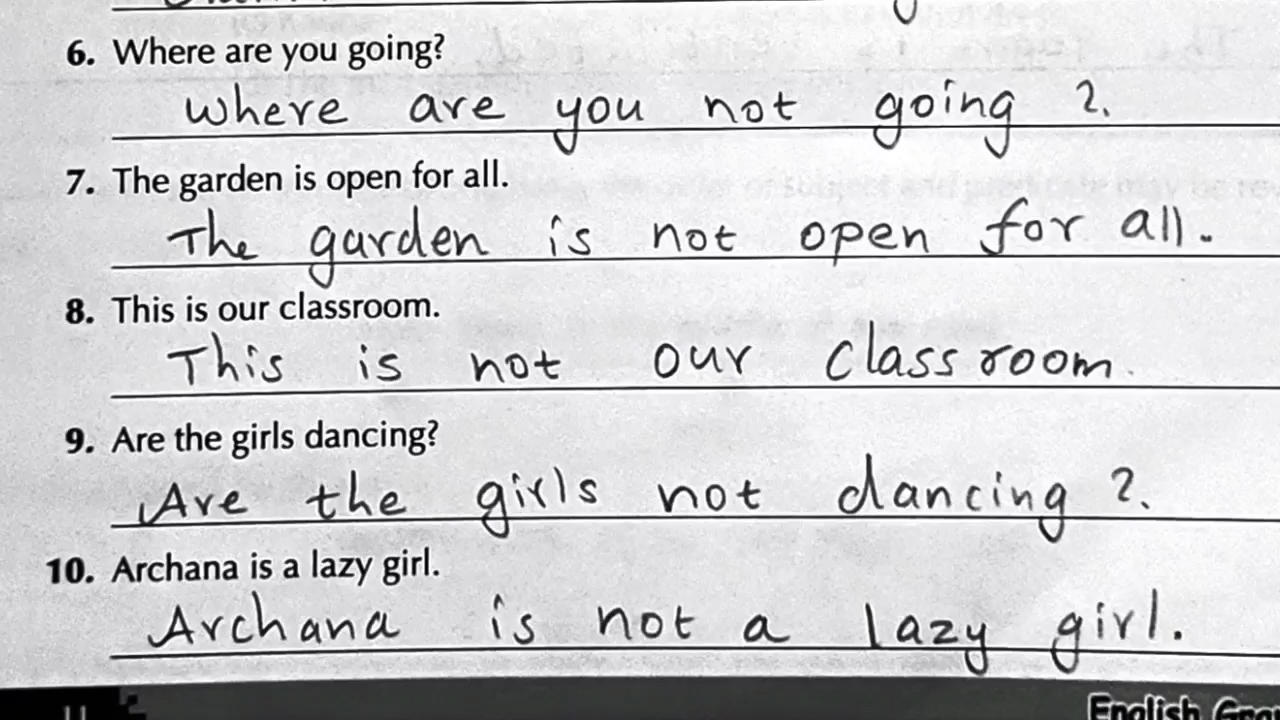 6. Where are you going?
Where are you not going ?
7. The garden is open for all.
The garden is not open for all.
8. This is our classroom.
This is not our class room.
9. Are the girls dancing?
Are the girls not dancing ?
10. Archana is a lazy girl.
Archana is not a lazy girl.
English